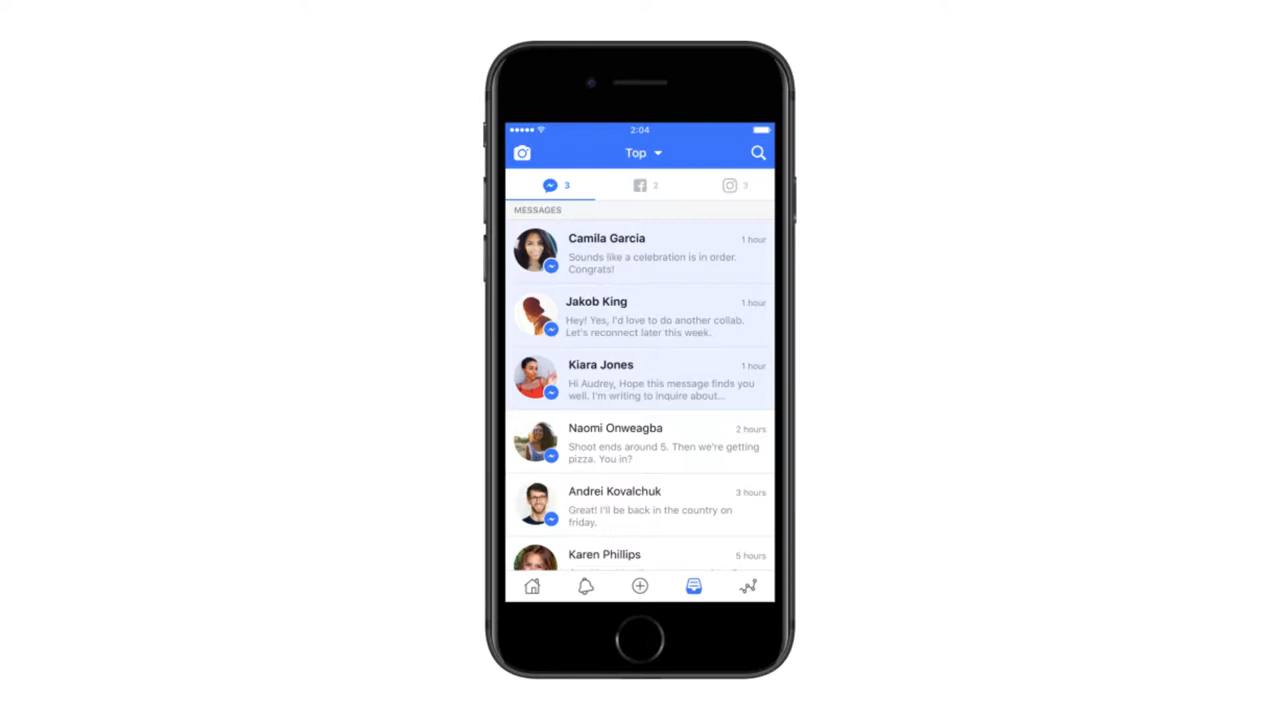 2:04
Top
3
2
3
MESSAGES
Camila Garcia
1 hour
Sounds like a celebration is in order.
Congrats!
Jakob King
1 hour
Hey! Yes, I'd love to do another collab.
Let's reconnect later this week.
Kiara Jones
1 hour
Hi Audrey, Hope this message finds you
well. I'm writing to inquire about...
Naomi Onweagba
2 hours
Shoot ends around 5. Then we're getting
pizza. You in?
Andrei Kovalchuk
3 hours
Great! I'll be back in the country on
friday.
Karen Phillips
5 hours